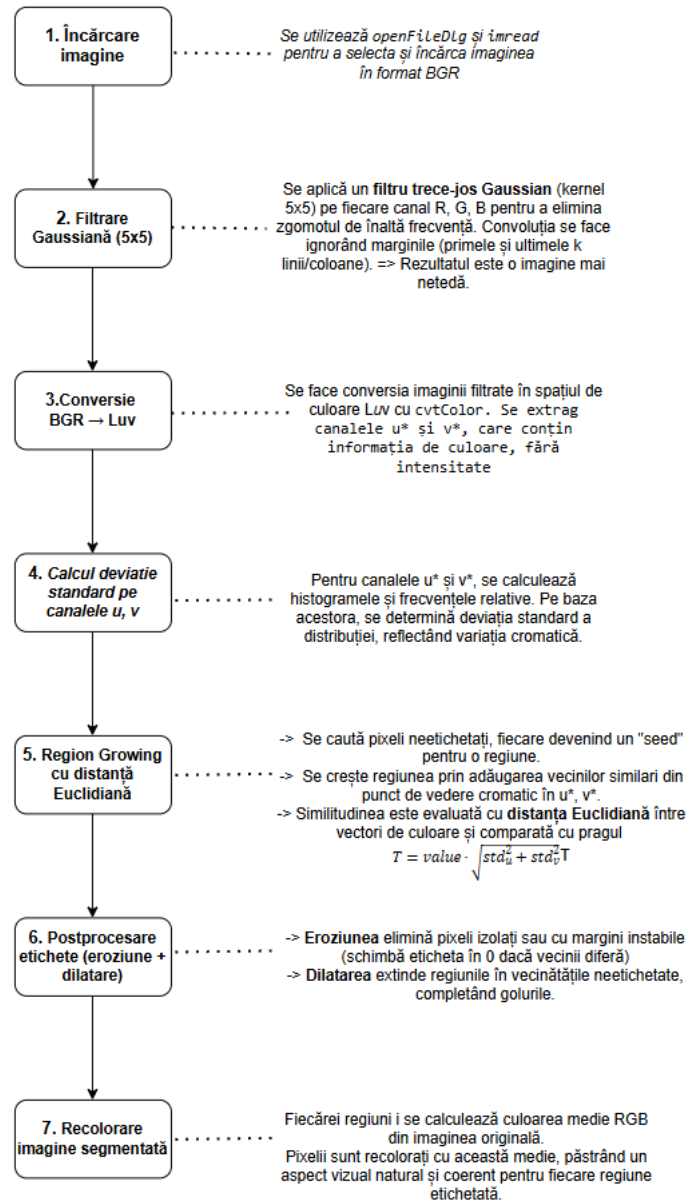 1. Încărcare
imagine
Se utilizează openFileDlg și imread
pentru a selecta și încărca imaginea
în format BGR
2. Filtrare
Gaussiană (5x5)
Se aplică un filtru trece-jos Gaussian (kernel
5x5) pe fiecare canal R, G, B pentru a elimina
zgomotul de înaltă frecvență. Convoluția se face
ignorând marginile (primele și ultimele k
linii/coloane). => Rezultatul este o imagine mai
netedă.
3.Conversie
BGR → Luv
Se face conversia imaginii filtrate în spațiul de
culoare Luv cu cvtColor. Se extrag
canalele u* și v*, care conțin
informația de culoare, fără
intensitate
4. Calcul deviatie
standard pe
canalele u, v
Pentru canalele u* și v*, se calculează
histogramele și frecvențele relative. Pe baza
acestora, se determină deviația standard a
distribuției, reflectând variația cromatică.
5. Region Growing
cu distanță
Euclidiană
-> Se caută pixeli neetichetați, fiecare devenind un "seed"
pentru o regiune.
-> Se crește regiunea prin adăugarea vecinilor similari din
punct de vedere cromatic în u*, v*.
-> Similitudinea este evaluată cu distanța Euclidiană între
vectori de culoare și comparată cu pragul
T = value · √(std_u^2 + std_v^2) T
6. Postprocesare
etichete (eroziune +
dilatare)
-> Eroziunea elimină pixeli izolați sau cu margini instabile
(schimbă eticheta în 0 dacă vecinii diferă)
-> Dilatarea extinde regiunile în vecinătățile neetichetate,
completând golurile.
7. Recolorare
imagine segmentată
Fiecărei regiuni i se calculează culoarea medie RGB
din imaginea originală.
Pixelii sunt recolorați cu această medie, păstrând un
aspect vizual natural și coerent pentru fiecare regiune
etichetată.